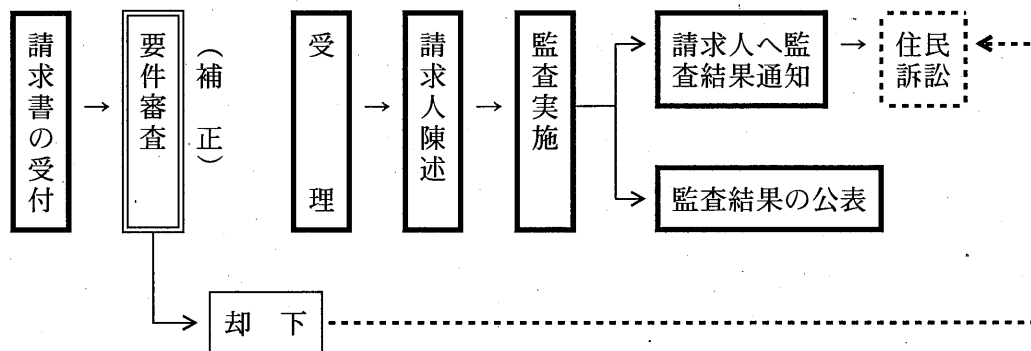 請求書の受付
→
要件審査
（補正）
受理
→
請求人陳述
→
監査実施
請求人へ監
査結果通知
→
住民
訴訟
監査結果の公表
却下